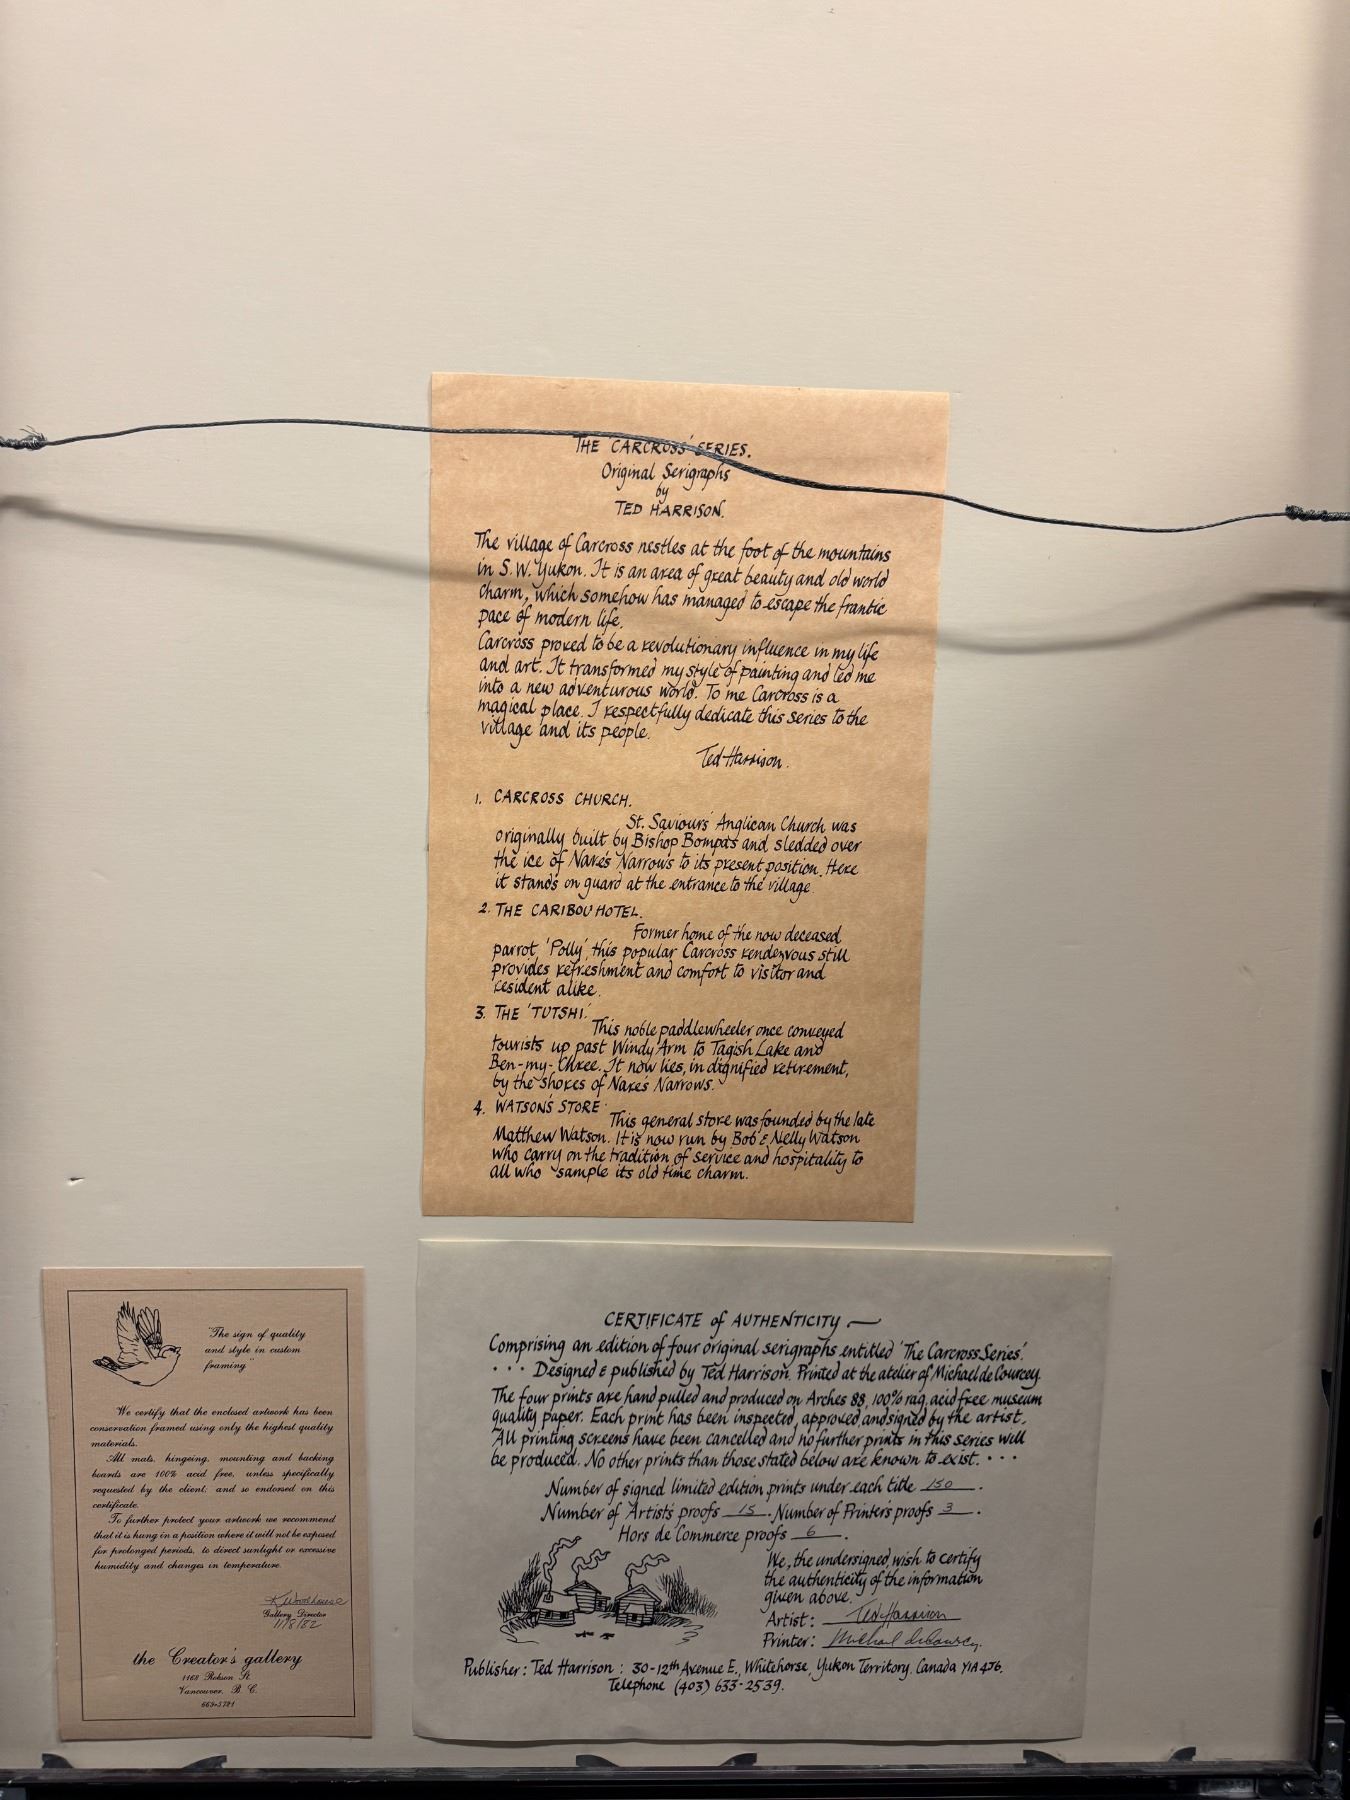 THE 'CARCROSS' SERIES.
Original Serigraphs
by
TED HARRISON.
The village of Carcross nestles at the foot of the mountains
in S.W. Yukon. It is an area of great beauty and old world
charm, which somehow has managed to escape the frantic
pace of modern life.
Carcross proved to be a revolutionary influence in my life
and art. It transformed my style of painting and led me
into a new adventurous world. To me Carcross is a
magical place. I respectfully dedicate this series to the
village and its people.
Ted Harrison.
1. CARCROSS CHURCH.
St. Saviours' Anglican Church was
originally built by Bishop Bompas and sledded over
the ice of Nare's Narrows to its present position. Here
it stands on guard at the entrance to the village.
2. THE CARIBOU HOTEL.
Former home of the now deceased
parrot 'Polly', this popular Carcross rendezvous still
provides refreshment and comfort to visitor and
resident alike.
3. THE 'TUTSHI.'
This noble paddlewheeler once conveyed
tourists up past Windy Arm to Tagish Lake and
Ben-my-Chree. It now lies, in dignified retirement,
by the shores of Nare's Narrows.
4. WATSON'S STORE.
This general store was founded by the late
Matthew Watson. It is now run by Bob & Nelly Watson
who carry on the tradition of service and hospitality to
all who sample its old time charm.
"The sign of quality
and style in custom
framing"
We certify that the enclosed artwork has been
conservation framed using only the highest quality
materials.
All mats, hingeing, mounting and backing
boards are 100% acid free, unless specifically
requested by the client; and so endorsed on this
certificate.
To further protect your artwork we recommend
that it is hung in a position where it will not be exposed
for prolonged periods, to direct sunlight or excessive
humidity and changes in temperature.
K Woodhouse
Gallery Director
11/8/82
the Creator's gallery
1168 Robson St.
Vancouver, B. C.
669-5721
CERTIFICATE of AUTHENTICITY
Comprising an edition of four original serigraphs entitled 'The Carcross Series'.
... Designed & published by Ted Harrison. Printed at the atelier of Michael de Courcey.
The four prints are hand pulled and produced on Arches 88, 100% rag, acid free museum
quality paper. Each print has been inspected, approved and signed by the artist.
All printing screens have been cancelled and no further prints in this series will
be produced. No other prints than those stated below are known to exist. ...
Number of signed limited edition prints under each title 150.
Number of Artist's proofs 15. Number of Printer's proofs 3.
Hors de Commerce proofs 6.
We, the undersigned, wish to certify
the authenticity of the information
given above.
Artist: Ted Harrison
Printer: Michael deCourcey.
Publisher: Ted Harrison : 30-12th Avenue E., Whitehorse, Yukon Territory. Canada Y1A 4J6.
Telephone (403) 633-2539.